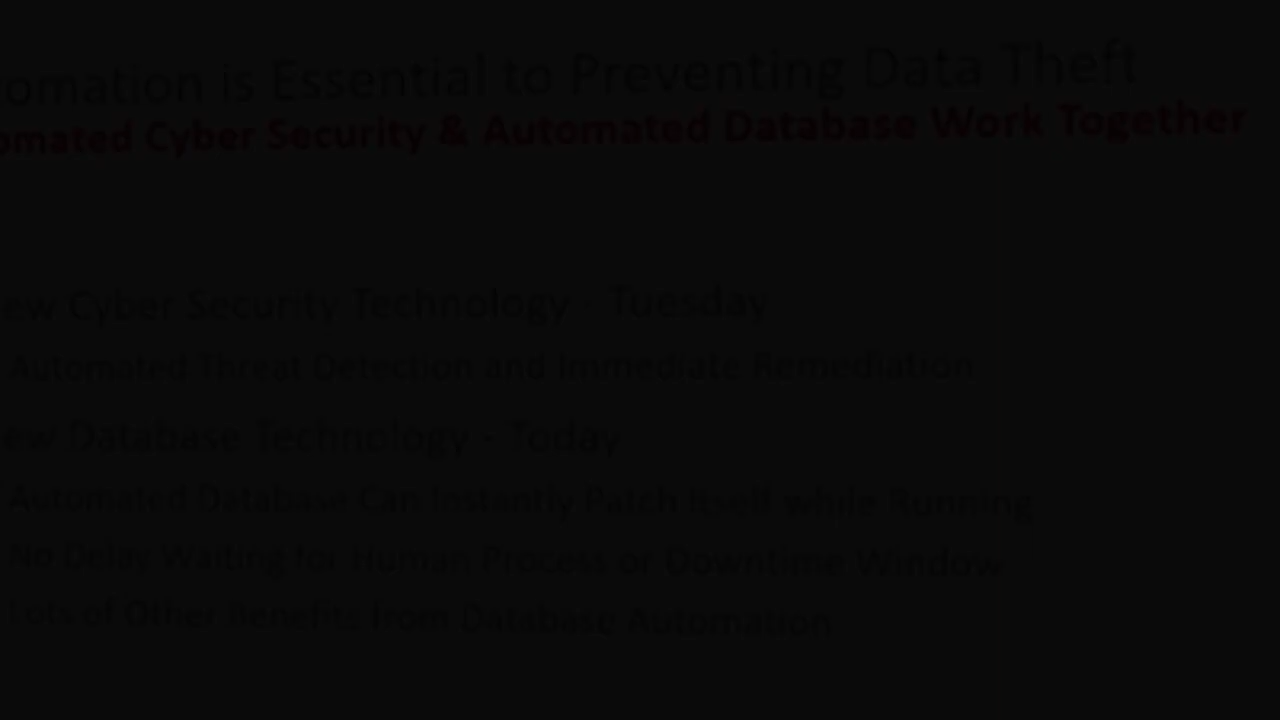 omation is Essential to Preventing Data Theft
omated Cyber Security & Automated Database Work Together
ew Cyber Security Technology - Tuesday
Automated Threat Detection and Immediate Remediation
ew Database Technology - Today
Automated Database Can Instantly Patch Itself while Running
No Delay Waiting for Human Process or Downtime Window
Lots of Other Benefits from Database Automation